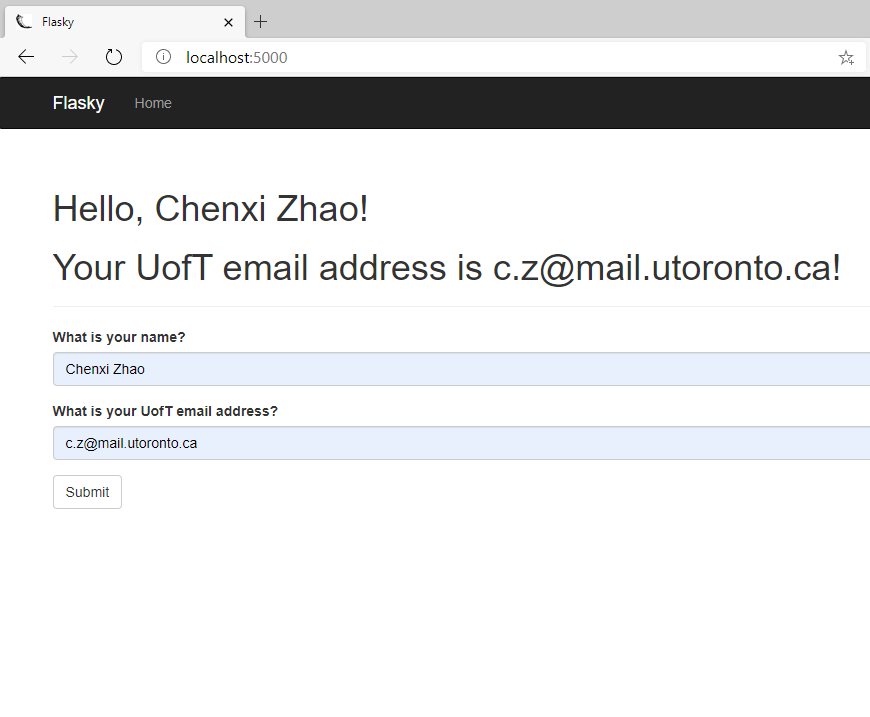 Flasky
localhost:5000
Flasky Home
Hello, Chenxi Zhao!
Your UofT email address is c.z@mail.utoronto.ca!
What is your name?
Chenxi Zhao
What is your UofT email address?
c.z@mail.utoronto.ca
Submit